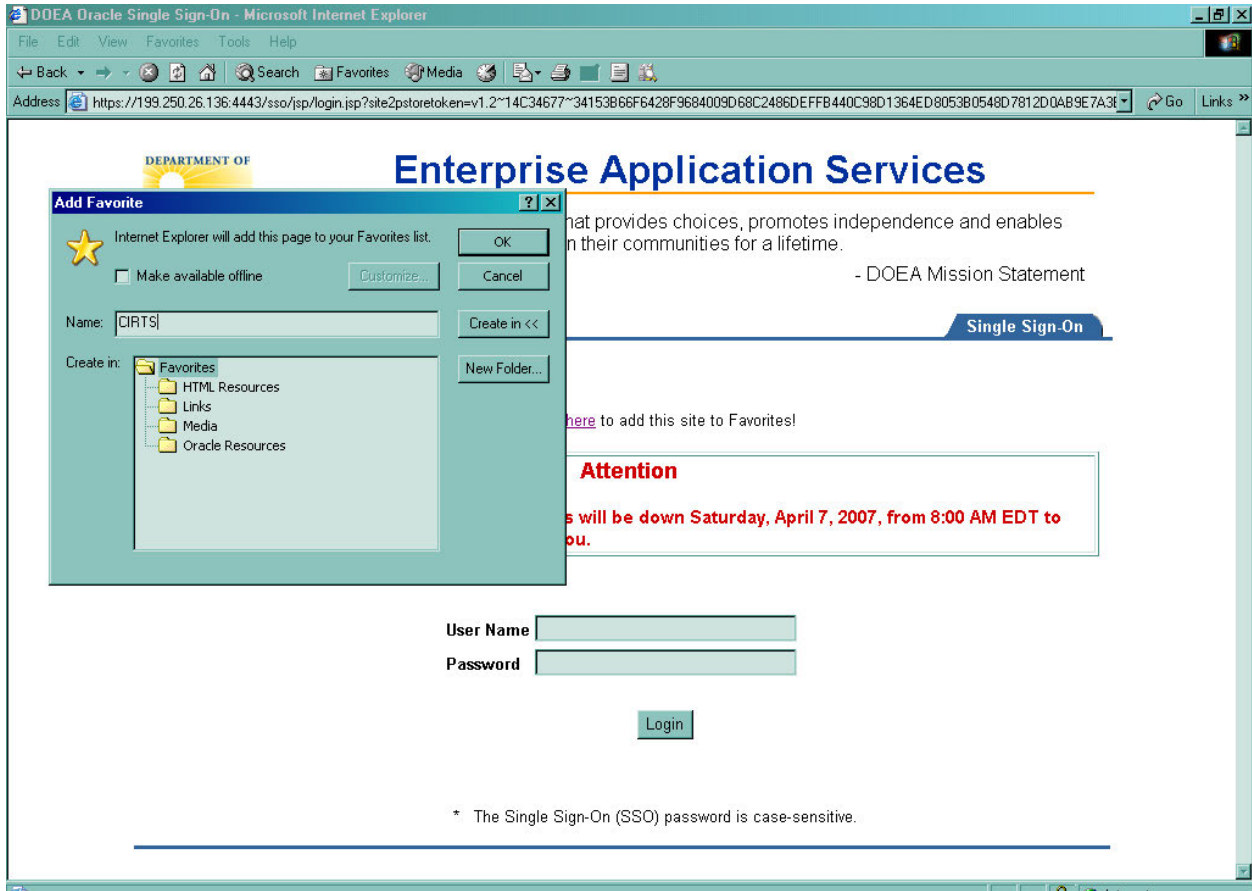 DOEA Oracle Single Sign-On - Microsoft Internet Explorer
File Edit View Favorites Tools Help
Back Search Favorites Media
Address https://199.250.26.136:4443/sso/jsp/login.jsp?site2pstoretoken=v1.2~14C34677~34153B66F6428F9684009D68C2486DEFFB440C98D1364ED8053B0548D7812D0AB9E7A3 Go Links »
DEPARTMENT OF
Enterprise Application Services
hat provides choices, promotes independence and enables
n their communities for a lifetime.
- DOEA Mission Statement
Single Sign-On
Add Favorite
Internet Explorer will add this page to your Favorites list.
OK
Make available offline
Customize...
Cancel
Name: CIRTS
Create in <<
Create in:
Favorites
New Folder...
HTML Resources
Links
Media
Oracle Resources
here to add this site to Favorites!
Attention
s will be down Saturday, April 7, 2007, from 8:00 AM EDT to
ou.
User Name
Password
Login
* The Single Sign-On (SSO) password is case-sensitive.